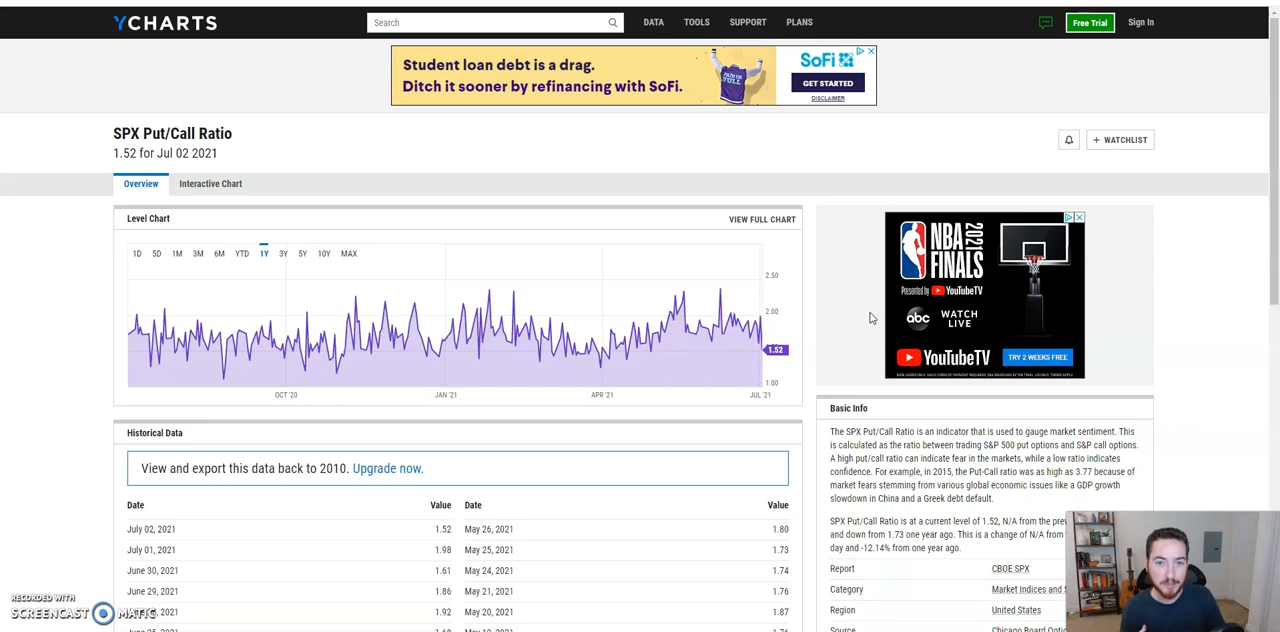 YCHARTS
Search
DATA
TOOLS
SUPPORT
PLANS
Free Trial
Sign In
Student loan debt is a drag.
Ditch it sooner by refinancing with SoFi.
PAID IN FULL
SoFi
GET STARTED
DISCLAIMER
SPX Put/Call Ratio
1.52 for Jul 02 2021
+ WATCHLIST
Overview
Interactive Chart
Level Chart
VIEW FULL CHART
1D 5D 1M 3M 6M YTD 1Y 3Y 5Y 10Y MAX
2.50
2.00
1.52
1.00
OCT '20
JAN '21
APR '21
JUL '21
NBA 2021
FINALS
Presented by YouTubeTV
abc
WATCH
LIVE
YouTubeTV
TRY 2 WEEKS FREE
Historical Data
View and export this data back to 2010. Upgrade now.
Date Value Date Value
July 02, 2021 1.52 May 26, 2021 1.80
July 01, 2021 1.98 May 25, 2021 1.73
June 30, 2021 1.61 May 24, 2021 1.74
June 29, 2021 1.86 May 21, 2021 1.76
2021 1.92 May 20, 2021 1.87
Basic Info
The SPX Put/Call Ratio is an indicator that is used to gauge market sentiment. This
is calculated as the ratio between trading S&P 500 put options and S&P call options.
A high put/call ratio can indicate fear in the markets, while a low ratio indicates
confidence. For example, in 2015, the Put-Call ratio was as high as 3.77 because of
market fears stemming from various global economic issues like a GDP growth
slowdown in China and a Greek debt default.
SPX Put/Call Ratio is at a current level of 1.52, N/A from the prev
and down from 1.73 one year ago. This is a change of N/A from
day and -12.14% from one year ago.
Report CBOE SPX
Category Market Indices and S
Region United States
Source Chicago Board Opti
RECORDED WITH
SCREENCAST MATIC